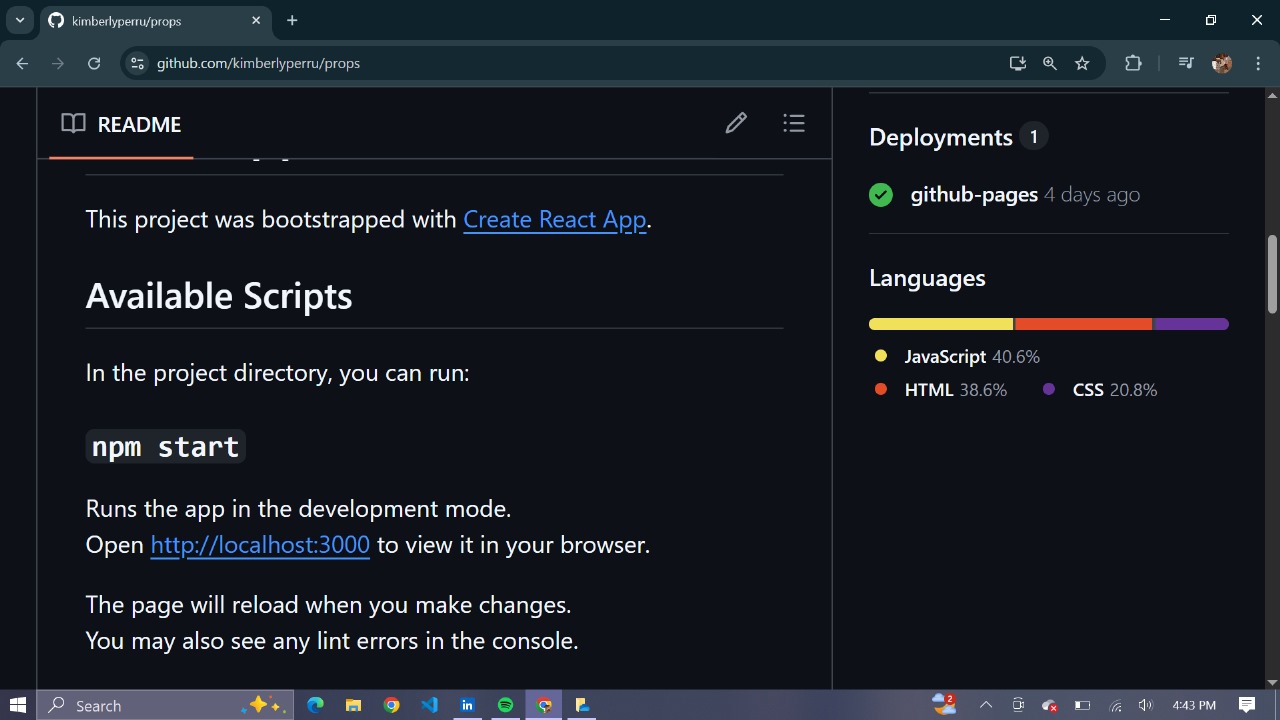 kimberlyperru/props
github.com/kimberlyperru/props
README
This project was bootstrapped with Create React App.
Available Scripts
In the project directory, you can run:
npm start
Runs the app in the development mode.
Open http://localhost:3000 to view it in your browser.
The page will reload when you make changes.
You may also see any lint errors in the console.
Deployments 1
github-pages 4 days ago
Languages
JavaScript 40.6%
HTML 38.6% CSS 20.8%
Search
in
2
4:43 PM